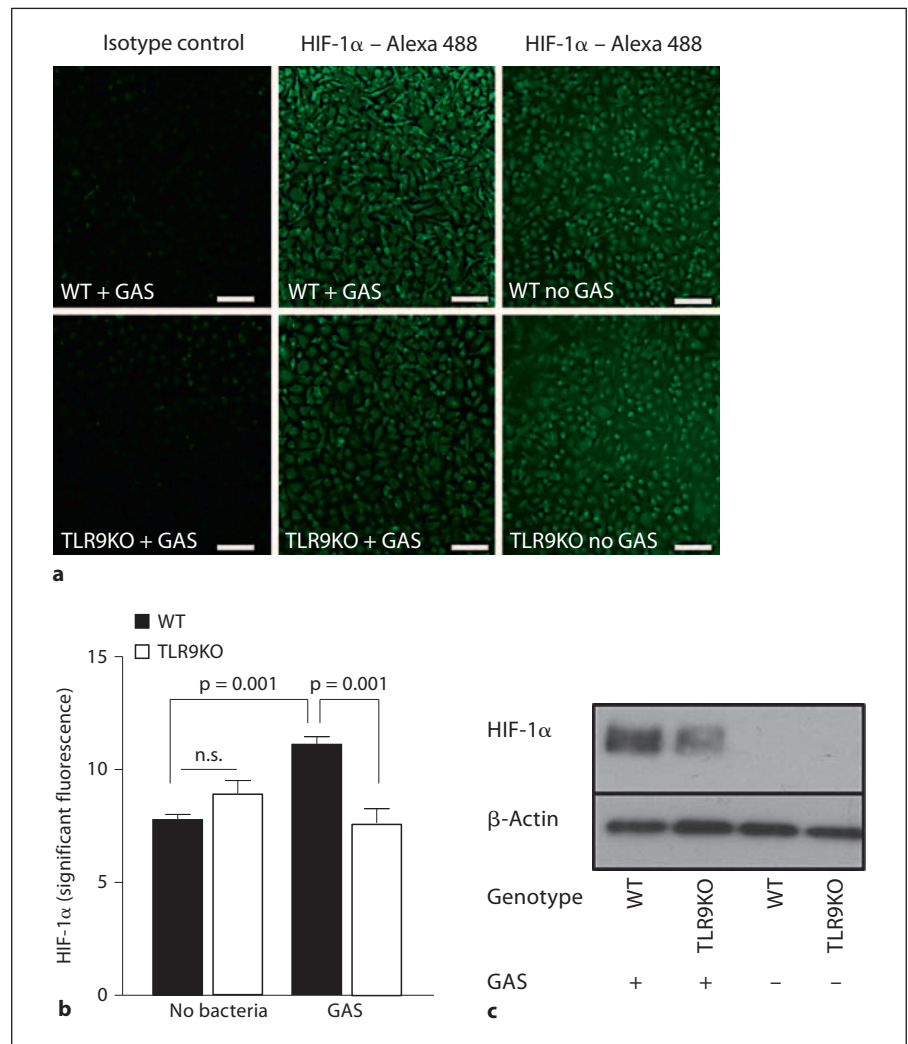 Isotype control HIF-1α – Alexa 488 HIF-1α – Alexa 488
WT + GAS WT + GAS WT no GAS
TLR9KO + GAS TLR9KO + GAS TLR9KO no GAS
a
WT
TLR9KO
HIF-1α (significant fluorescence)
15
10
5
0
p = 0.001 p = 0.001
n.s.
No bacteria GAS
b
HIF-1α
β-Actin
Genotype WT TLR9KO WT TLR9KO
GAS + + – –
c